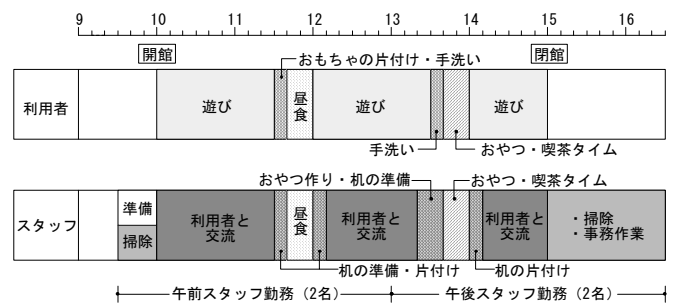 9 10 11 12 13 14 15 16
開館
閉館
おもちゃの片付け・手洗い
利用者
遊び
昼食
遊び
遊び
手洗い
おやつ・喫茶タイム
おやつ作り・机の準備
おやつ・喫茶タイム
スタッフ
準備
掃除
利用者と
交流
昼食
利用者と
交流
利用者と
交流
・掃除
・事務作業
机の準備・片付け
机の片付け
午前スタッフ勤務（2名）
午後スタッフ勤務（2名）